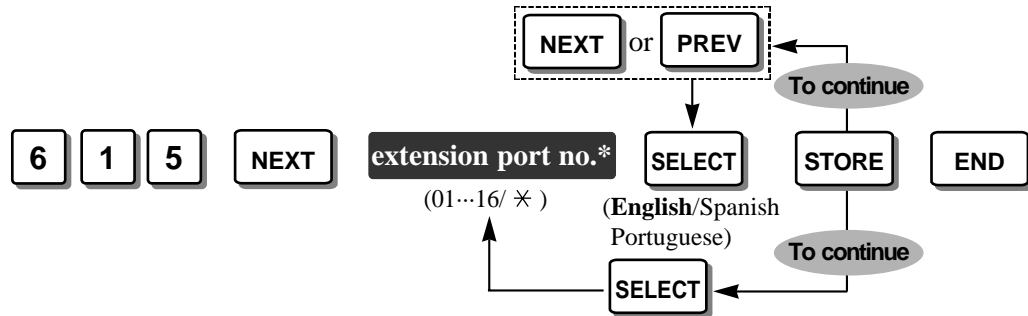 NEXT or PREV
To continue
6 1 5 NEXT extension port no.* SELECT STORE END
(01···16/ ✳ )
(English/Spanish
Portuguese)
To continue
SELECT